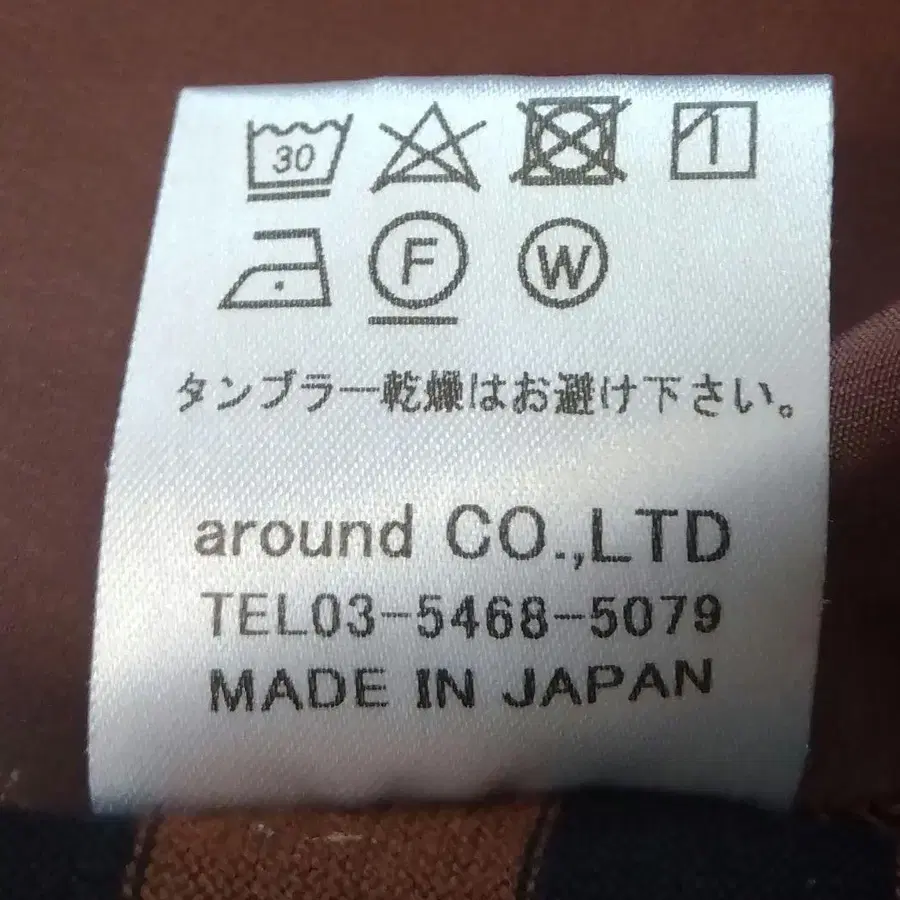 30
F W
タンブラー乾燥はお避け下さい。
around CO.,LTD
TEL03-5468-5079
MADE IN JAPAN